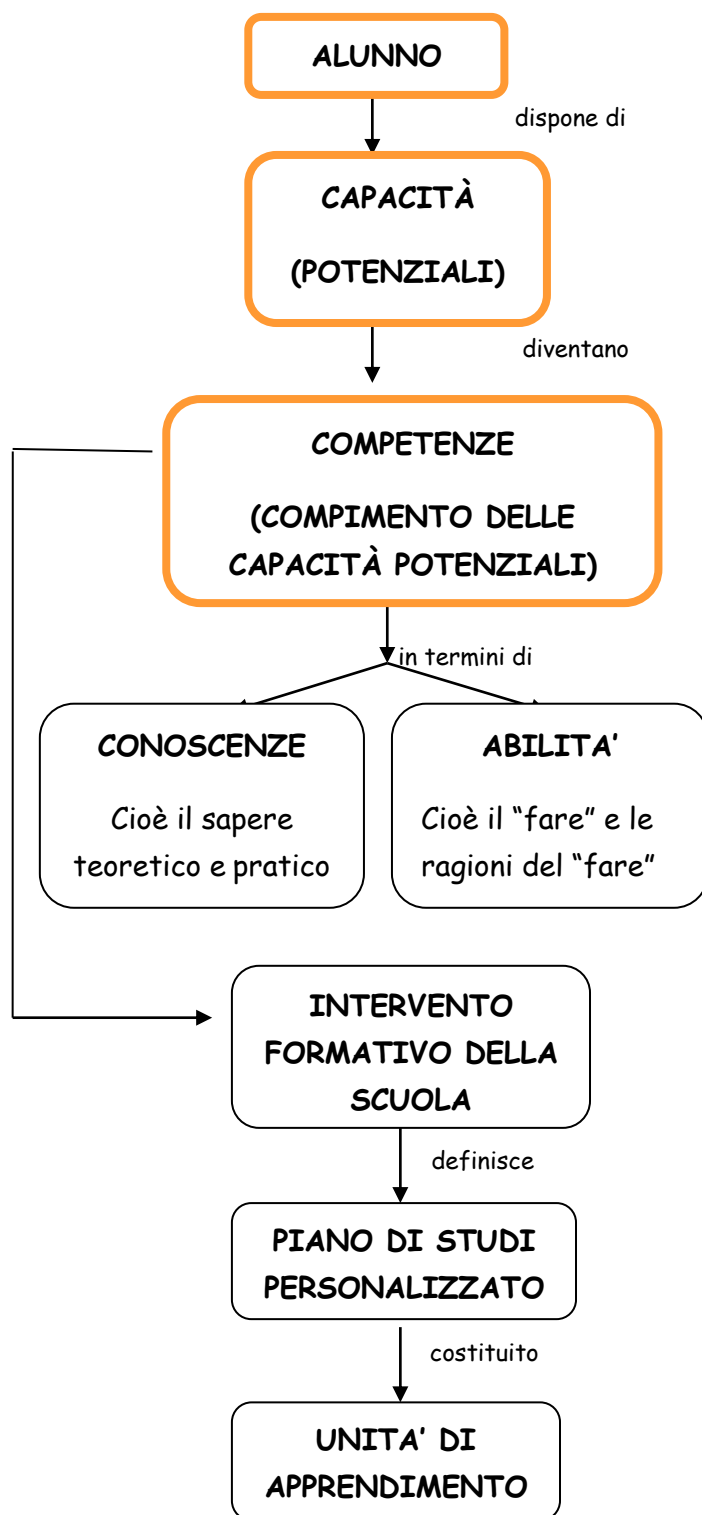 ALUNNO
dispone di
CAPACITÀ
(POTENZIALI)
diventano
COMPETENZE
(COMPIMENTO DELLE
CAPACITÀ POTENZIALI)
in termini di
CONOSCENZE
Cioè il sapere
teoretico e pratico
ABILITA’
Cioè il “fare” e le
ragioni del “fare”
INTERVENTO
FORMATIVO DELLA
SCUOLA
definisce
PIANO DI STUDI
PERSONALIZZATO
costituito
UNITA’ DI
APPRENDIMENTO